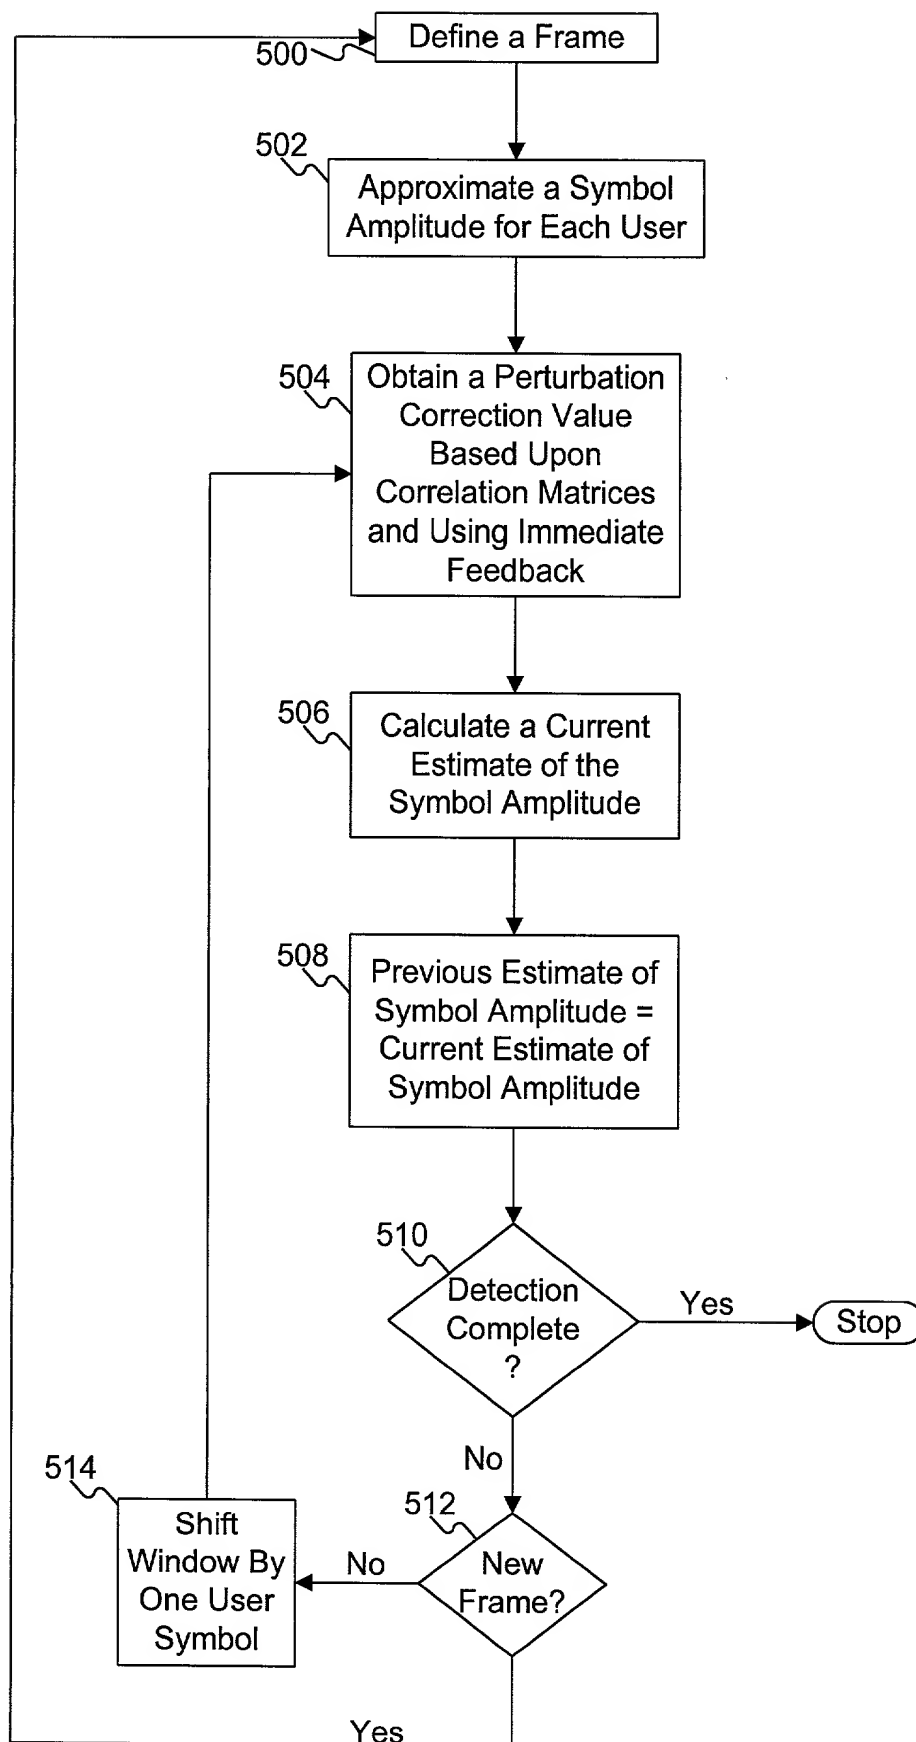 500
Define a Frame
502
Approximate a Symbol
Amplitude for Each User
504
Obtain a Perturbation
Correction Value
Based Upon
Correlation Matrices
and Using Immediate
Feedback
506
Calculate a Current
Estimate of the
Symbol Amplitude
508
Previous Estimate of
Symbol Amplitude =
Current Estimate of
Symbol Amplitude
510
Detection
Complete
?
Yes
Stop
No
512
New
Frame?
No
514
Shift
Window By
One User
Symbol
Yes